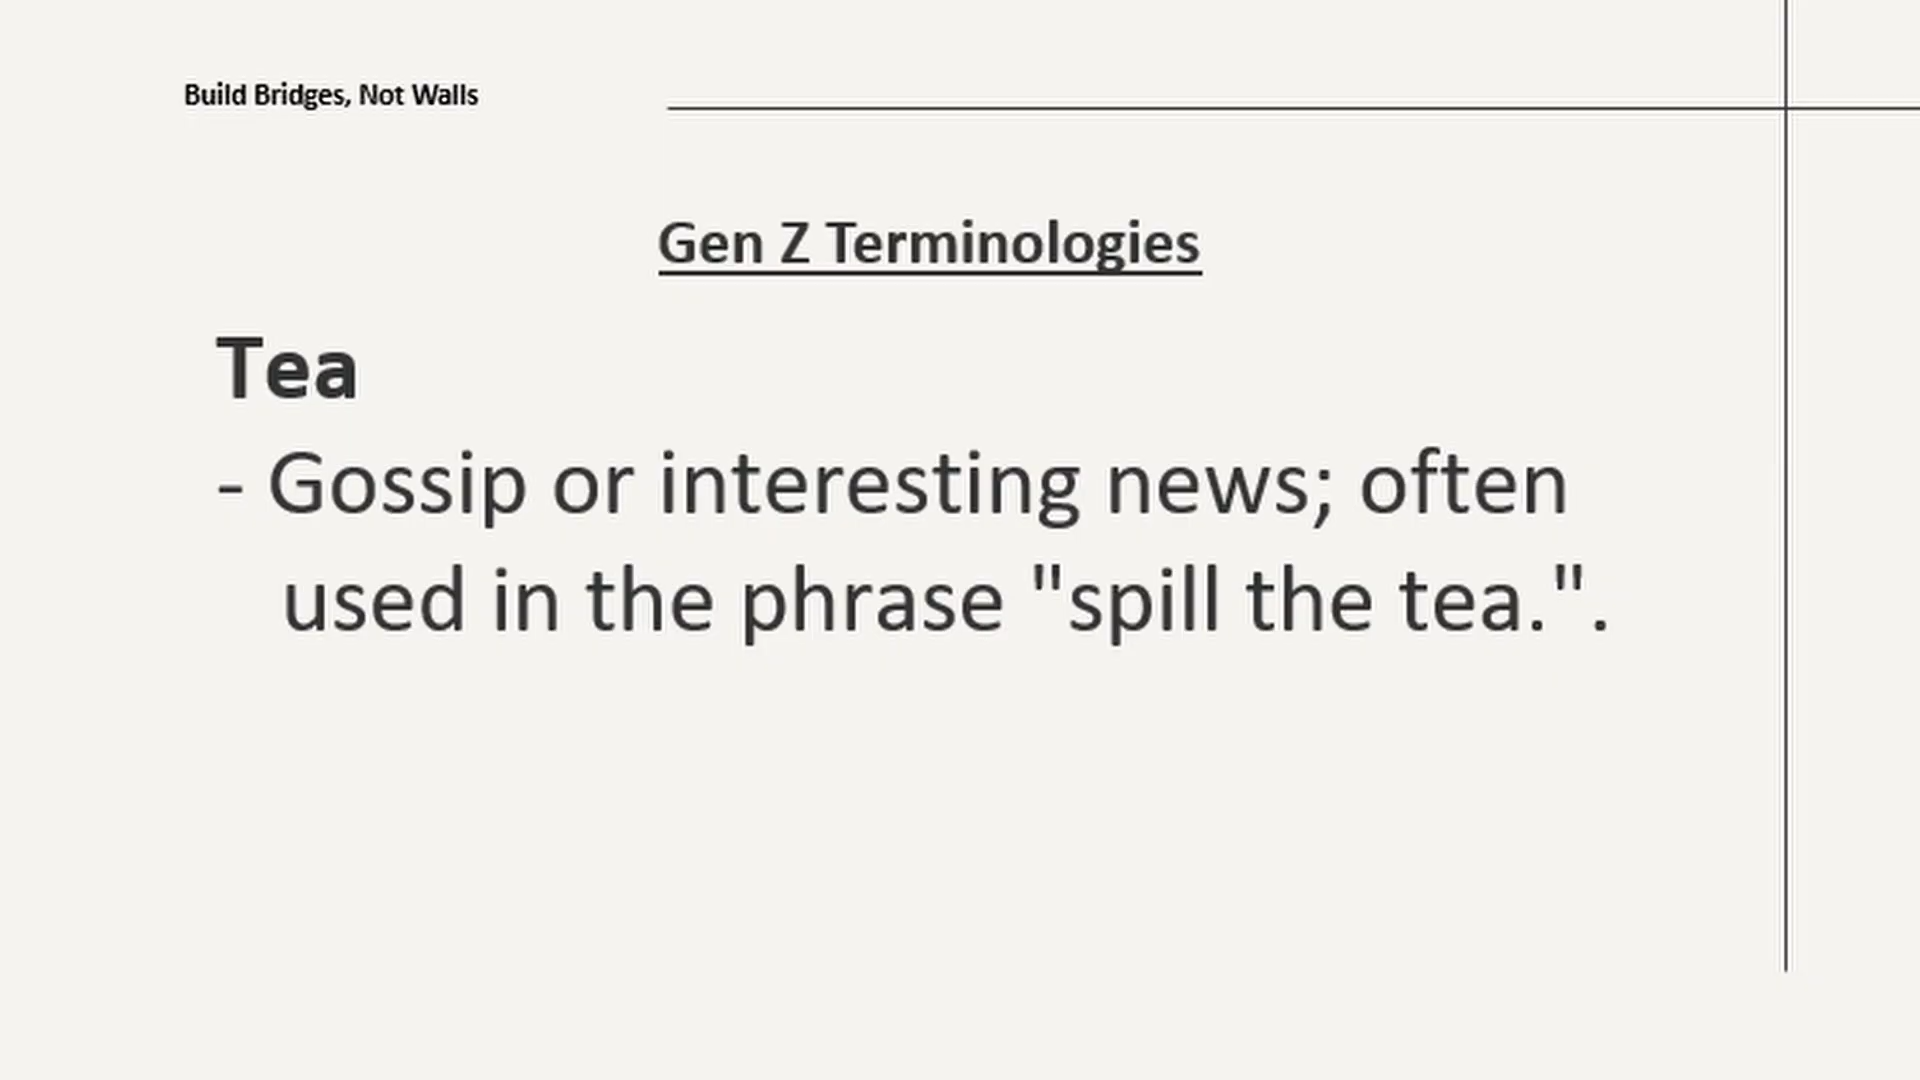 Build Bridges, Not Walls
Gen Z Terminologies
Tea
- Gossip or interesting news; often
used in the phrase "spill the tea.".